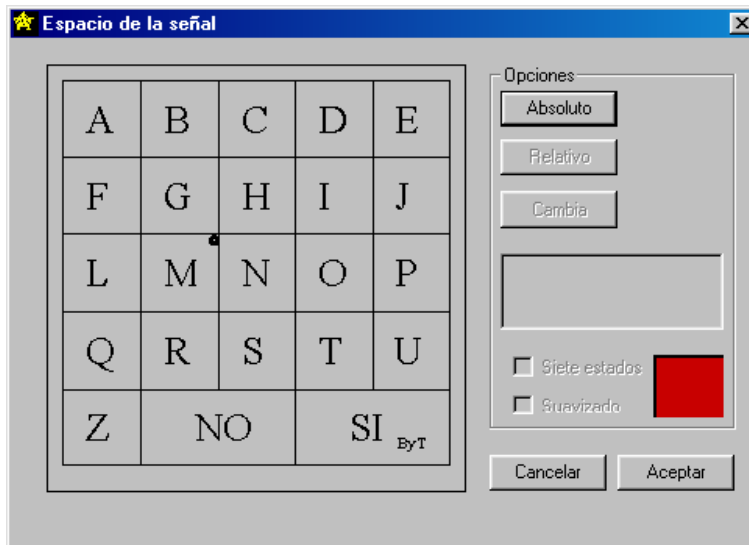 Espacio de la señal
A B C D E
F G H I J
L M N O P
Q R S T U
Z NO SI ByT
Opciones
Absoluto
Relativo
Cambia
Siete estados
Suavizado
Cancelar Aceptar